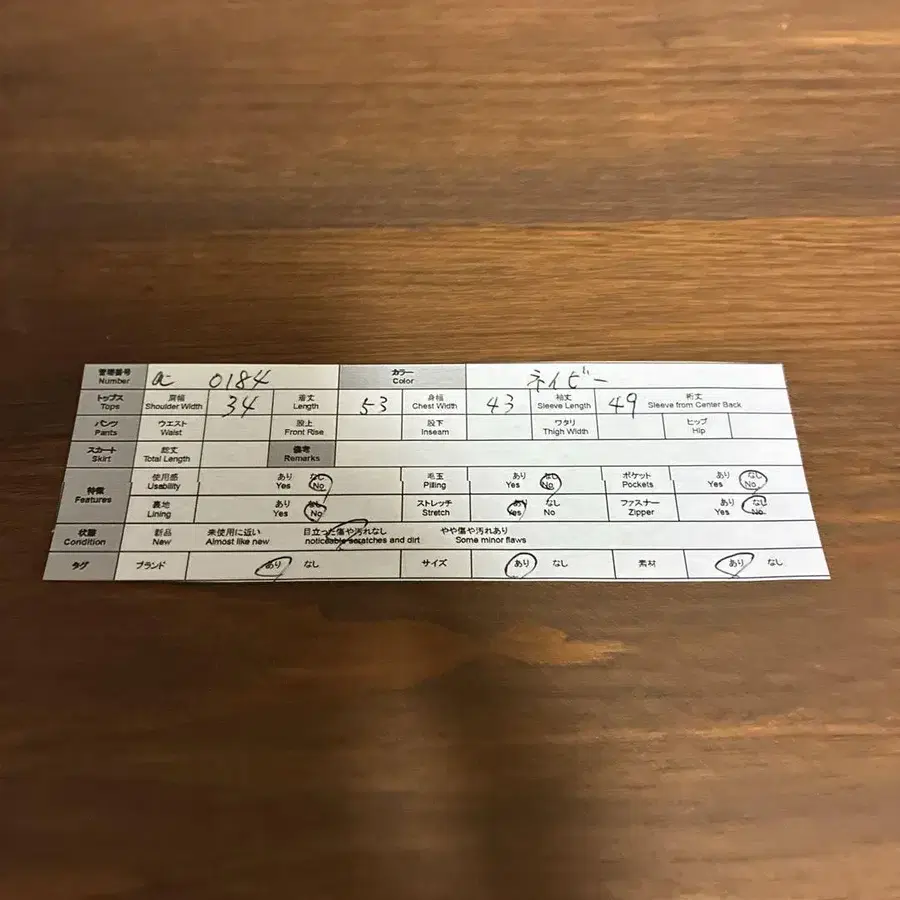 管理番号 Number a 0184 カラー Color ネイビー
トップス Tops 肩幅 Shoulder Width 34 着丈 Length 53 身幅 Chest Width 43 袖丈 Sleeve Length 49 裄丈 Sleeve from Center Back
パンツ Pants ウエスト Waist 股上 Front Rise 股下 Inseam ワタリ Thigh Width ヒップ Hip
スカート Skirt 総丈 Total Length 備考 Remarks
特徴 Features 使用感 Usability あり Yes なし No 毛玉 Pilling あり Yes なし No ポケット Pockets あり Yes なし No
裏地 Lining あり Yes なし No ストレッチ Stretch あり Yes なし No ファスナー Zipper あり Yes なし No
状態 Condition 新品 New 未使用に近い Almost like new 目立った傷や汚れなし noticeable scratches and dirt やや傷や汚れあり Some minor flaws
タグ ブランド あり なし サイズ あり なし 素材 あり なし